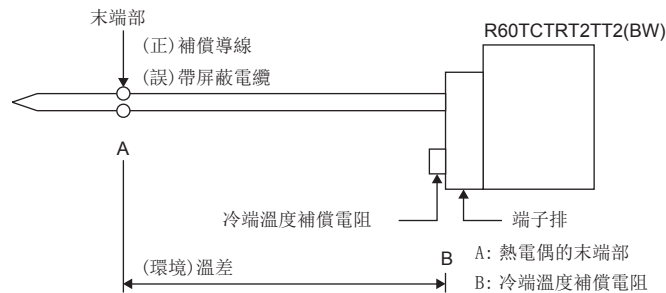 末端部
R60TCTRT2TT2(BW)
(正)補償導線
(誤)帶屏蔽電纜
A
冷端溫度補償電阻
端子排
(環境)溫差
B
A: 熱電偶的末端部
B: 冷端溫度補償電阻